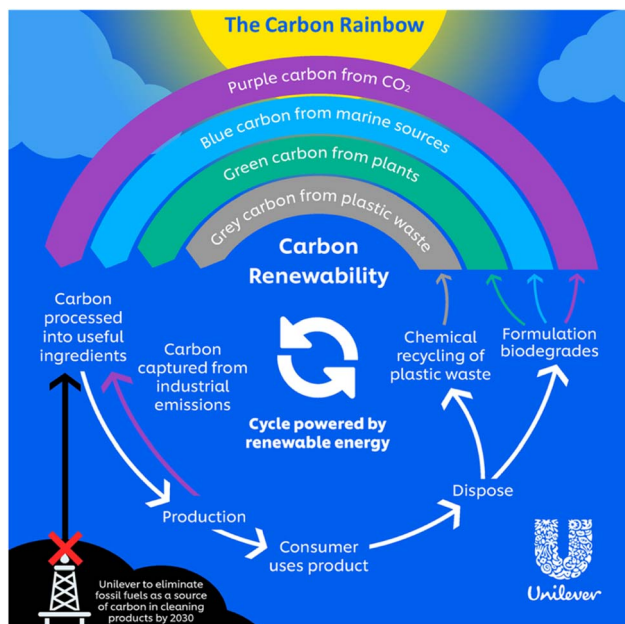 The Carbon Rainbow
Purple carbon from CO₂
Blue carbon from marine sources
Green carbon from plants
Grey carbon from plastic waste
Carbon
Renewability
Carbon
processed
into useful
ingredients
Carbon
captured from
industrial
emissions
Cycle powered by
renewable energy
Chemical
recycling of
plastic waste
Formulation
biodegrades
Production
Consumer
uses product
Dispose
Unilever to eliminate
fossil fuels as a source
of carbon in cleaning
products by 2030
Unilever